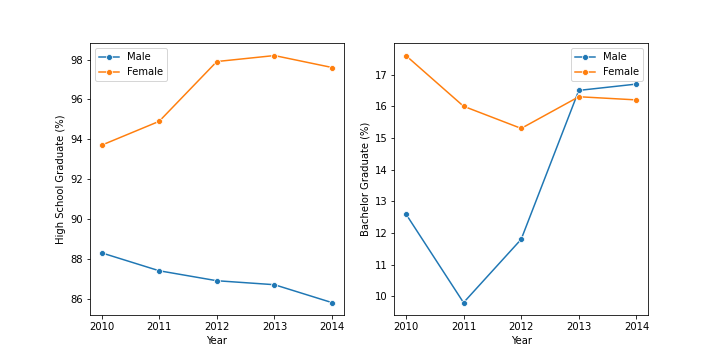 Male
Female
98
96
94
92
90
88
86
High School Graduate (%)
2010 2011 2012 2013 2014
Year
Male
Female
17
16
15
14
13
12
11
10
Bachelor Graduate (%)
2010 2011 2012 2013 2014
Year